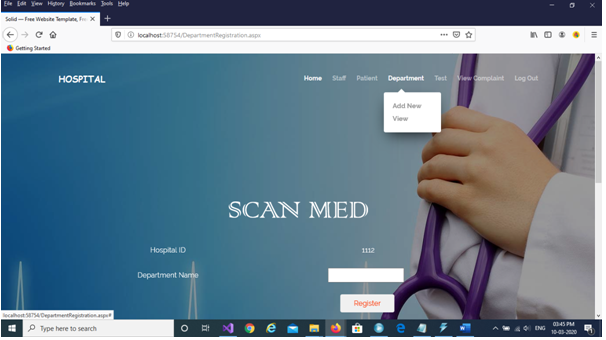 File Edit View History Bookmarks Tools Help
Solid — Free Website Template, Fre
localhost:58754/DepartmentRegistration.aspx
Getting Started
HOSPITAL Home Staff Patient Department Test View Complaint Log Out
Add New
View
SCAN MED
Hospital ID 1112
Department Name
Register
localhost:58754/DepartmentRegistration.aspx#
Type here to search
ENG
03:45 PM
10-03-2020